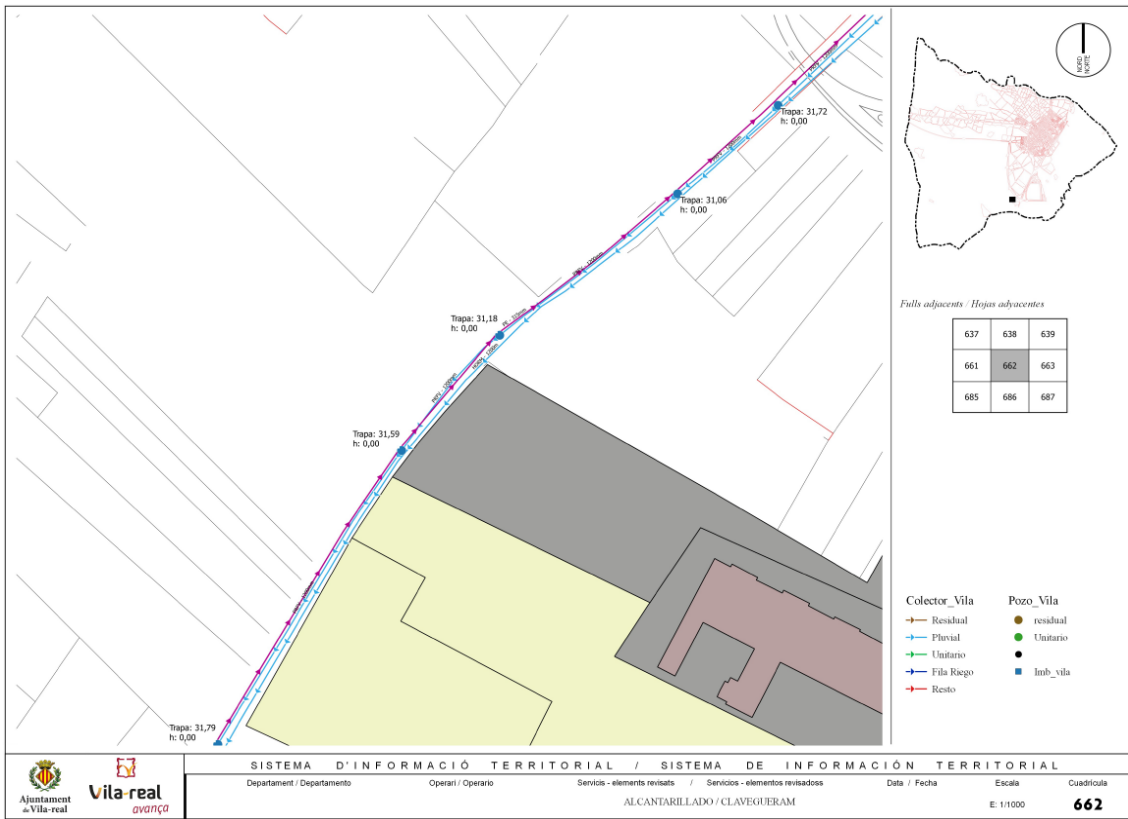 Trapa: 31,72
h: 0,00
Trapa: 31,06
h: 0,00
Trapa: 31,18
h: 0,00
Trapa: 31,59
h: 0,00
Trapa: 31,79
h: 0,00
NORD
NORTE
Fulls adjacents / Hojas adyacentes
637 638 639
661 662 663
685 686 687
Colector_Vila
Residual
Pluvial
Unitario
Fila Riego
Resto
Pozo_Vila
residual
Unitario
Imb_vila
Ajuntament
de Vila-real
Vila-real
avança
SISTEMA D'INFORMACIÓ TERRITORIAL / SISTEMA DE INFORMACIÓN TERRITORIAL
Departament / Departamento
Operari / Operario
Servicis - elements revisats / Servicios - elementos revisadoss
Data / Fecha
Escala
Cuadrícula
ALCANTARILLADO / CLAVEGUERAM
E: 1/1000
662